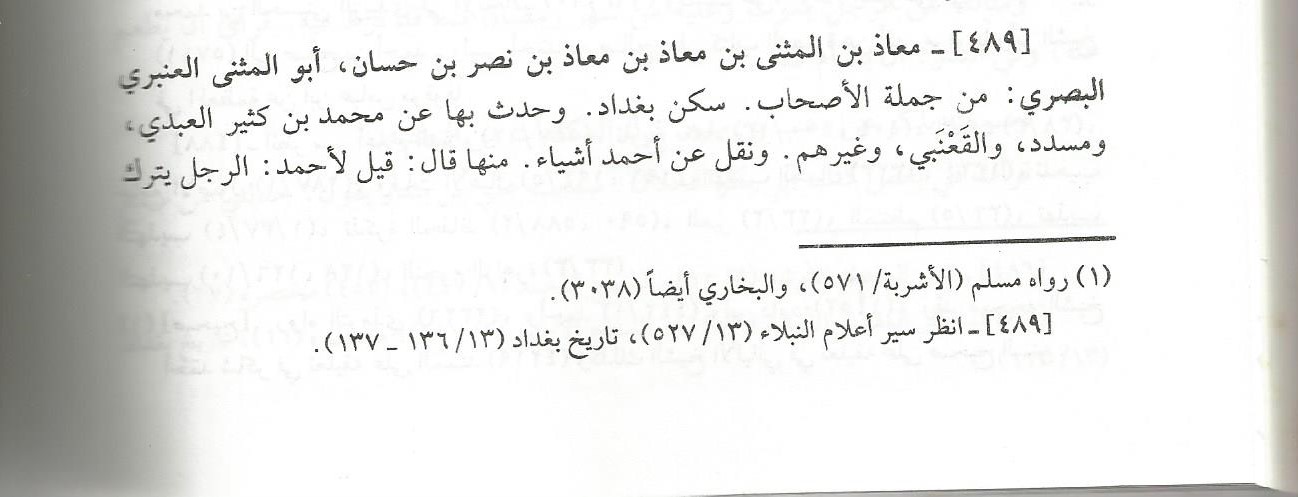 [٤٨٩] ـ معاذ بن المثنى بن معاذ بن معاذ بن نصر بن حسان، أبو المثنى العنبري
البصري: من جملة الأصحاب. سكن بغداد. وحدث بها عن محمد بن كثير العبدي،
ومسدد، والقَعْنَبي، وغيرهم. ونقل عن أحمد أشياء. منها قال: قيل لأحمد: الرجل يترك
(١) رواه مسلم (الأشربة/ ٥٧١)، والبخاري أيضاً (٣٠٣٨).
[٤٨٩] ـ انظر سير أعلام النبلاء (١٣/ ٥٢٧)، تاريخ بغداد (١٣/ ١٣٦ ـ ١٣٧).